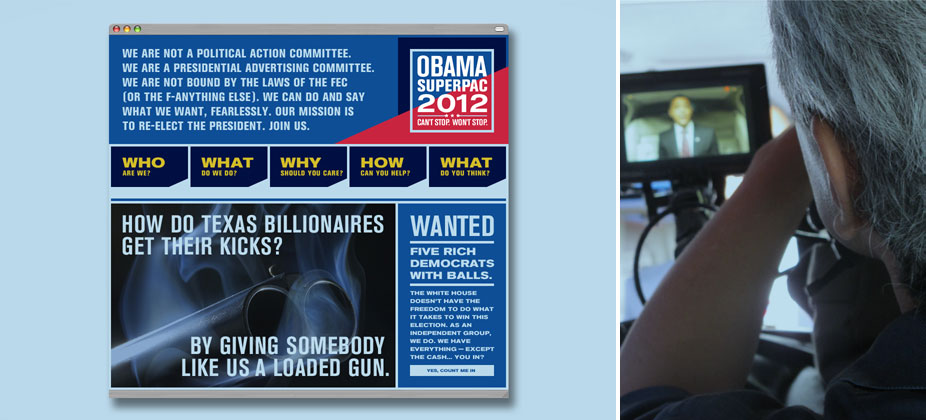 WE ARE NOT A POLITICAL ACTION COMMITTEE.
WE ARE A PRESIDENTIAL ADVERTISING COMMITTEE.
WE ARE NOT BOUND BY THE LAWS OF THE FEC
(OR THE F-ANYTHING ELSE). WE CAN DO AND SAY
WHAT WE WANT, FEARLESSLY. OUR MISSION IS
TO RE-ELECT THE PRESIDENT. JOIN US.
OBAMA
SUPERPAC
2012
CAN'T STOP. WON'T STOP.
WHO
ARE WE?
WHAT
DO WE DO?
WHY
SHOULD YOU CARE?
HOW
CAN YOU HELP?
WHAT
DO YOU THINK?
HOW DO TEXAS BILLIONAIRES
GET THEIR KICKS?
BY GIVING SOMEBODY
LIKE US A LOADED GUN.
WANTED
FIVE RICH
DEMOCRATS
WITH BALLS.
THE WHITE HOUSE
DOESN'T HAVE THE
FREEDOM TO DO WHAT
IT TAKES TO WIN THIS
ELECTION. AS AN
INDEPENDENT GROUP,
WE DO. WE HAVE
EVERYTHING – EXCEPT
THE CASH... YOU IN?
YES, COUNT ME IN